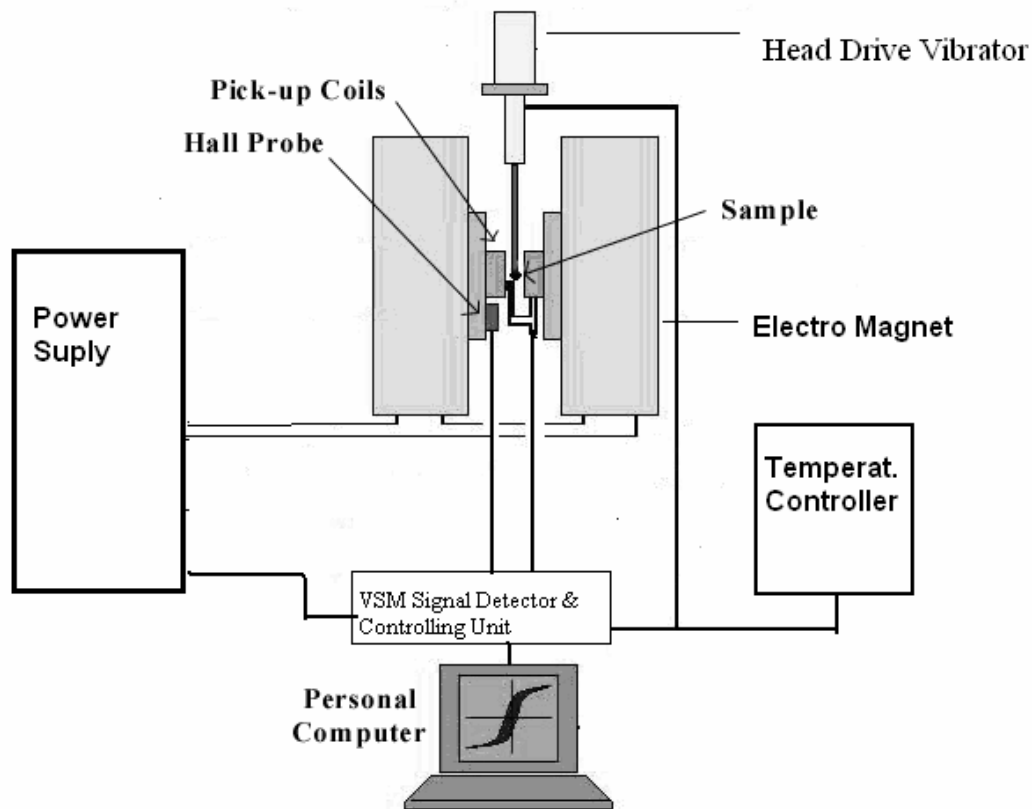 Head Drive Vibrator
Pick-up Coils
Hall Probe
Sample
Power
Suply
Electro Magnet
Temperat.
Controller
VSM Signal Detector &
Controlling Unit
Personal
Computer